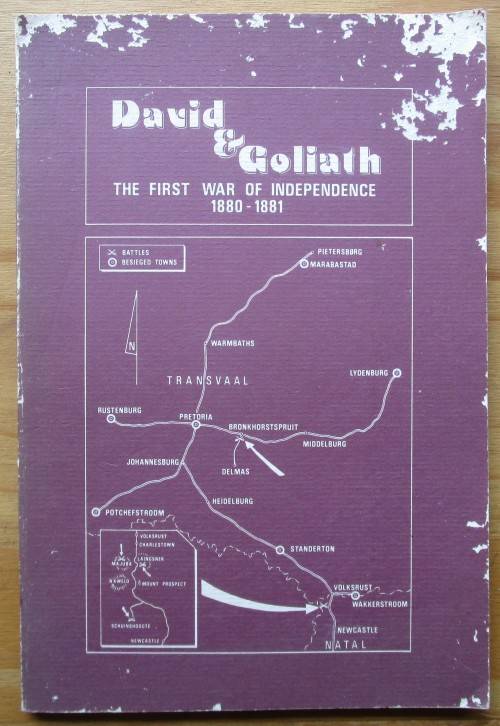 David
&
Goliath
THE FIRST WAR OF INDEPENDENCE
1880-1881
BATTLES
BESIEGED TOWNS
PIETERSBØRG
MARABASTAD
N
WARMBATHS
TRANSVAAL
LYDENBURG
RUSTENBURG
PRETORIA
BRONKHORSTSPRUIT
MIDDELBURG
JOHANNESBURG
DELMAS
HEIDELBURG
POTCHEFSTROOM
STANDERTON
VOLKSRUST
CHARLESTOWN
LAINGSNEK
MAJUBA
MOUNT PROSPECT
SCHUINSHOOGTE
NEWCASTLE
VOLKSRUST
WAKKERSTROOM
NEWCASTLE
NATAL